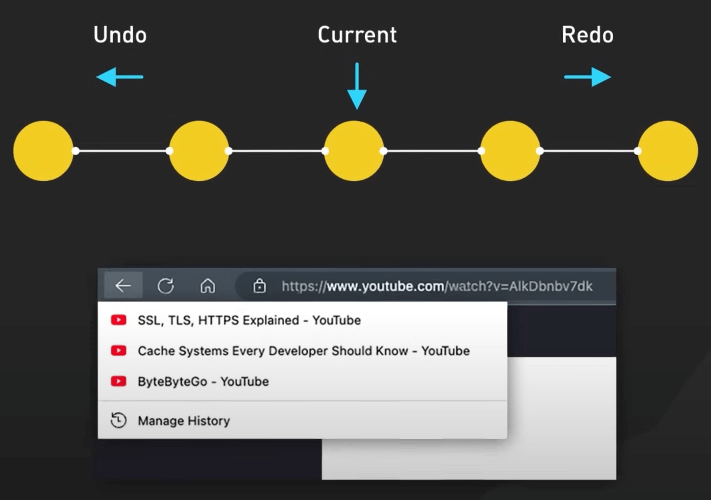 Undo
Current
Redo
https://www.youtube.com/watch?v=AlkDbnbv7dk
SSL, TLS, HTTPS Explained - YouTube
Cache Systems Every Developer Should Know - YouTube
ByteByteGo - YouTube
Manage History